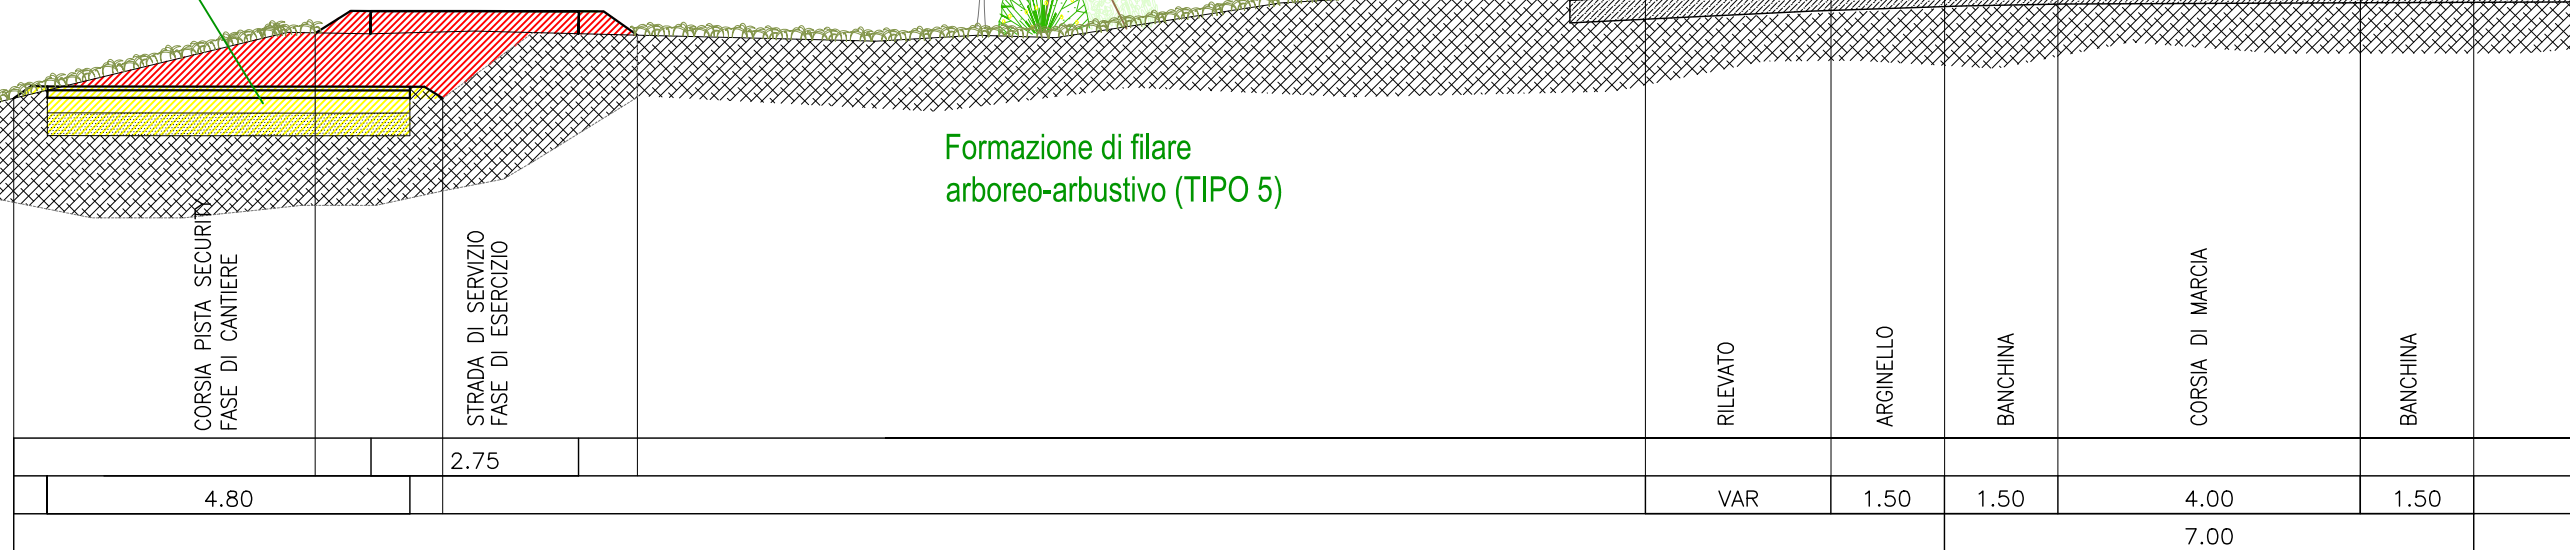 Formazione di filare
arboreo-arbustivo (TIPO 5)
CORSIA PISTA SECURITY
FASE DI CANTIERE
STRADA DI SERVIZIO
FASE DI ESERCIZIO
RILEVATO
ARGINELLO
BANCHINA
CORSIA DI MARCIA
BANCHINA
2.75
4.80
VAR
1.50
1.50
4.00
1.50
7.00